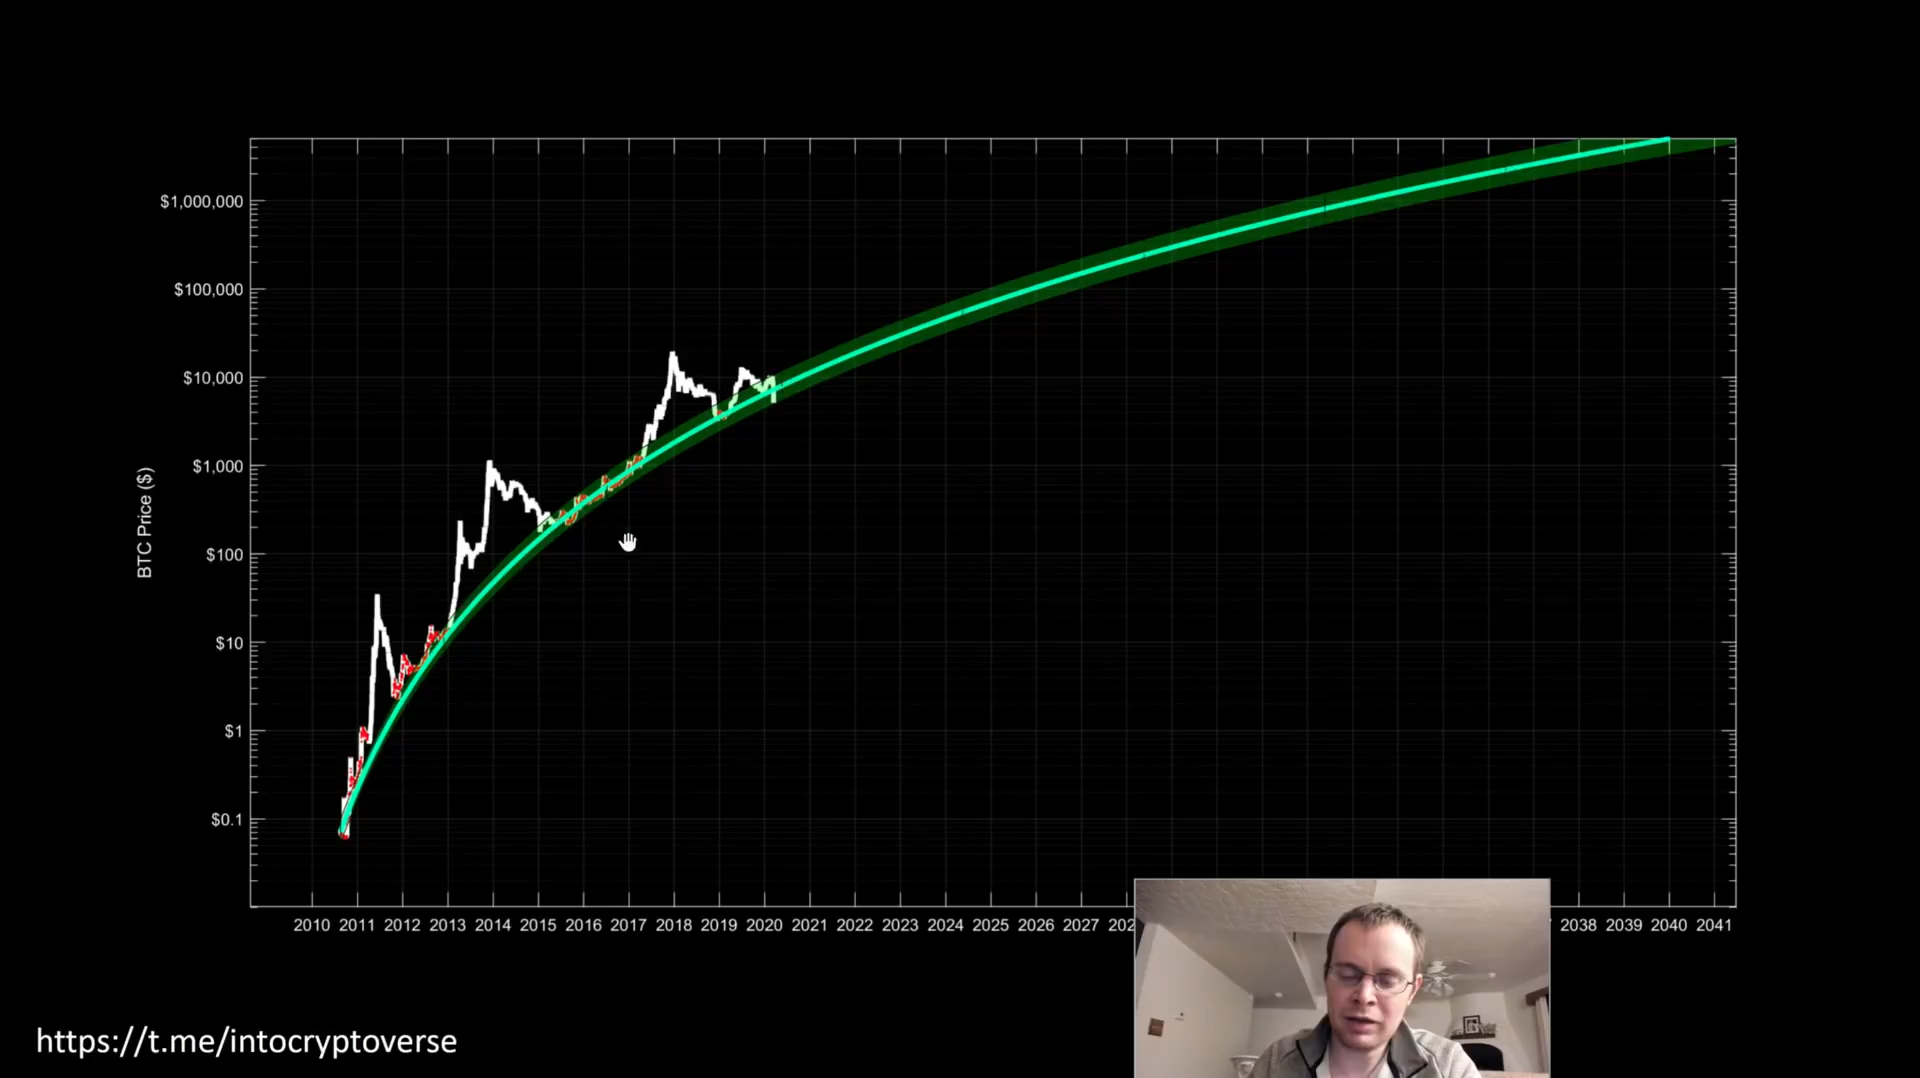 $1,000,000
$100,000
$10,000
$1,000
$100
$10
$1
$0.1
BTC Price ($)
2010 2011 2012 2013 2014 2015 2016 2017 2018 2019 2020 2021 2022 2023 2024 2025 2026 2027 2038 2039 2040 2041
https://t.me/intocryptoverse